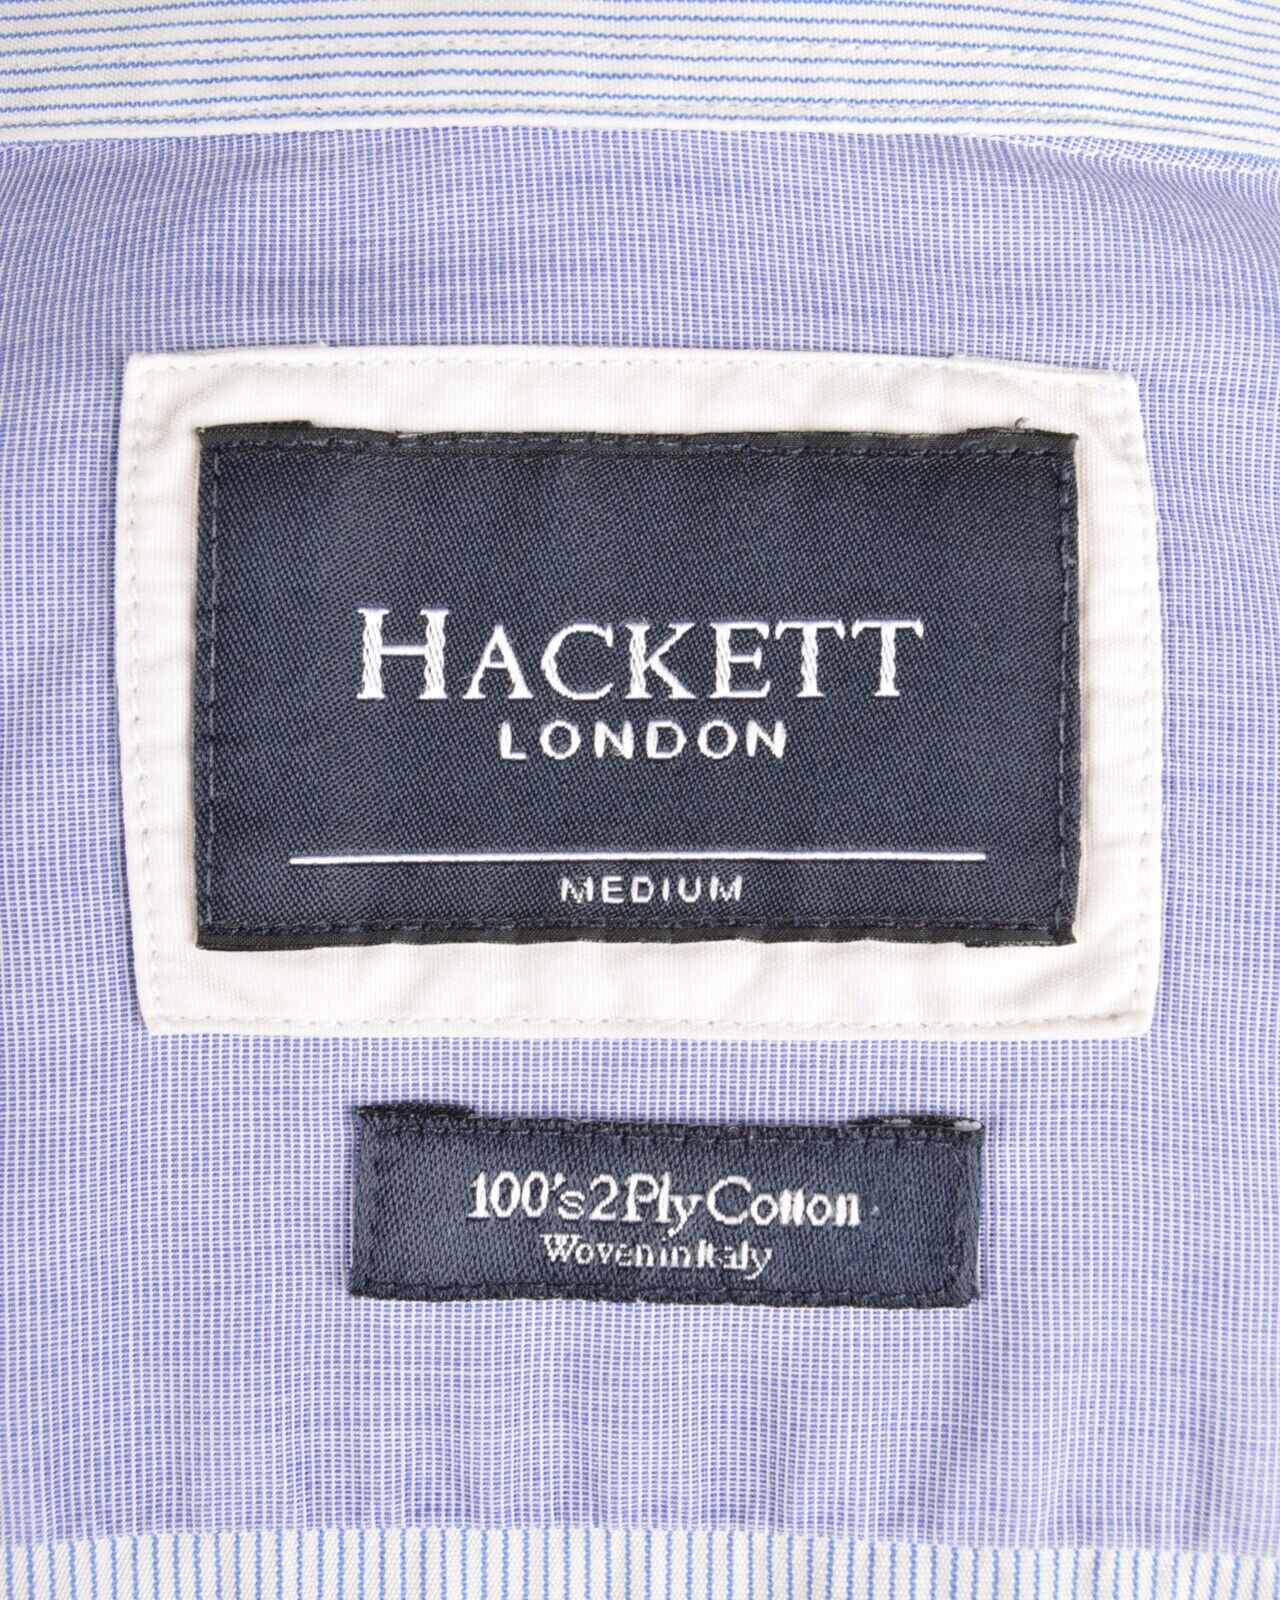 HACKETT
LONDON
MEDIUM
100's 2 Ply Cotton
Woven in Italy